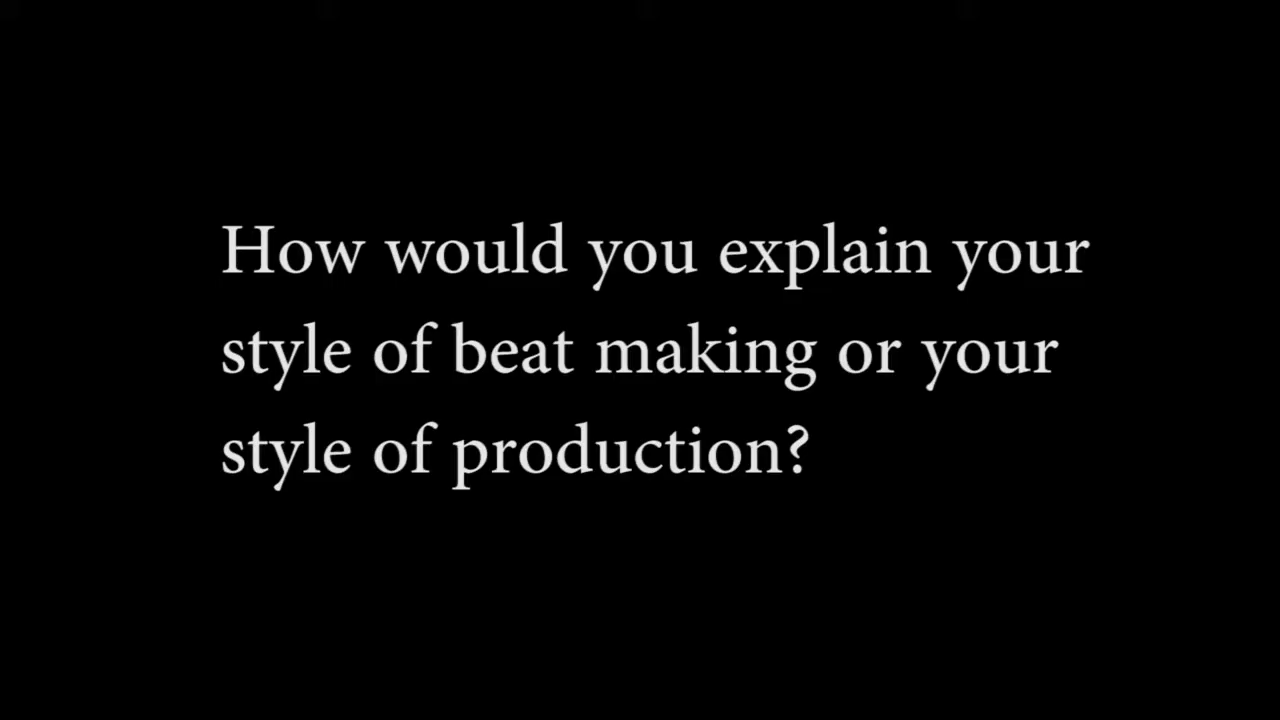 How would you explain your
style of beat making or your
style of production?